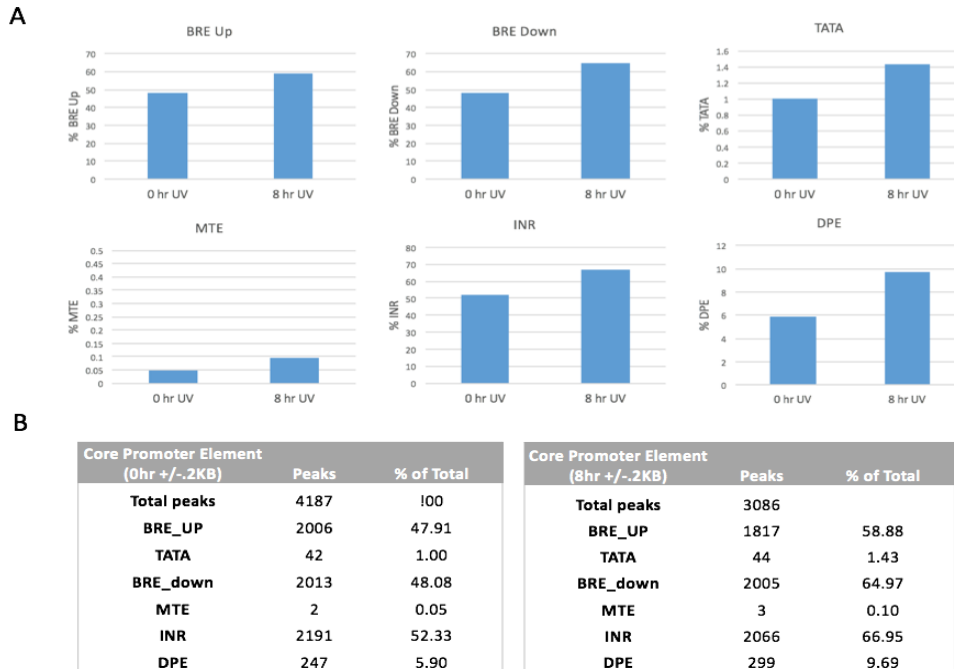 A
BRE Up
70
60
50
40
30
20
10
0
% BRE Up
0 hr UV 8 hr UV
BRE Down
70
60
50
40
30
20
10
0
% BRE Down
0 hr UV 8 hr UV
TATA
1.6
1.4
1.2
1
0.8
0.6
0.4
0.2
0
% TATA
0 hr UV 8 hr UV
MTE
0.5
0.45
0.4
0.35
0.3
0.25
0.2
0.15
0.1
0.05
0
% MTE
0 hr UV 8 hr UV
INR
80
70
60
50
40
30
20
10
0
% INR
0 hr UV 8 hr UV
DPE
12
10
8
6
4
2
0
% DPE
0 hr UV 8 hr UV
B
Core Promoter Element
(0hr +/-.2KB) Peaks % of Total
Total peaks 4187 !00
BRE_UP 2006 47.91
TATA 42 1.00
BRE_down 2013 48.08
MTE 2 0.05
INR 2191 52.33
DPE 247 5.90
Core Promoter Element
(8hr +/-.2KB) Peaks % of Total
Total peaks 3086
BRE_UP 1817 58.88
TATA 44 1.43
BRE_down 2005 64.97
MTE 3 0.10
INR 2066 66.95
DPE 299 9.69